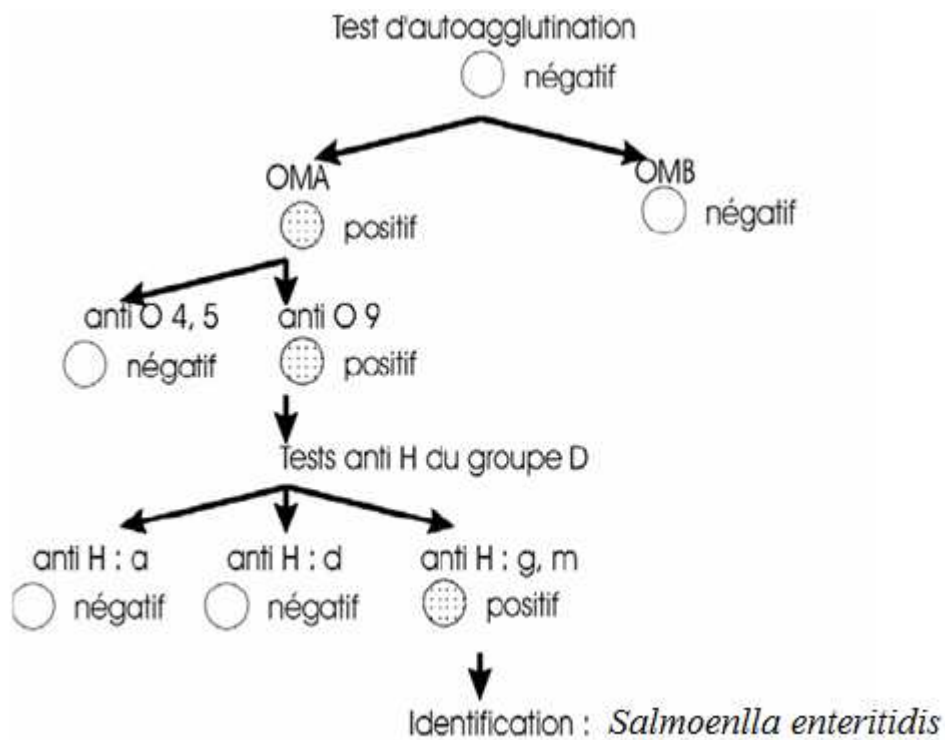 Test d'autoagglutination
négatif
OMA
OMB
positif
négatif
anti O 4, 5
anti O 9
négatif
positif
Tests anti H du groupe D
anti H : a
anti H : d
anti H : g, m
négatif
négatif
positif
Identification : Salmoenlla enteritidis